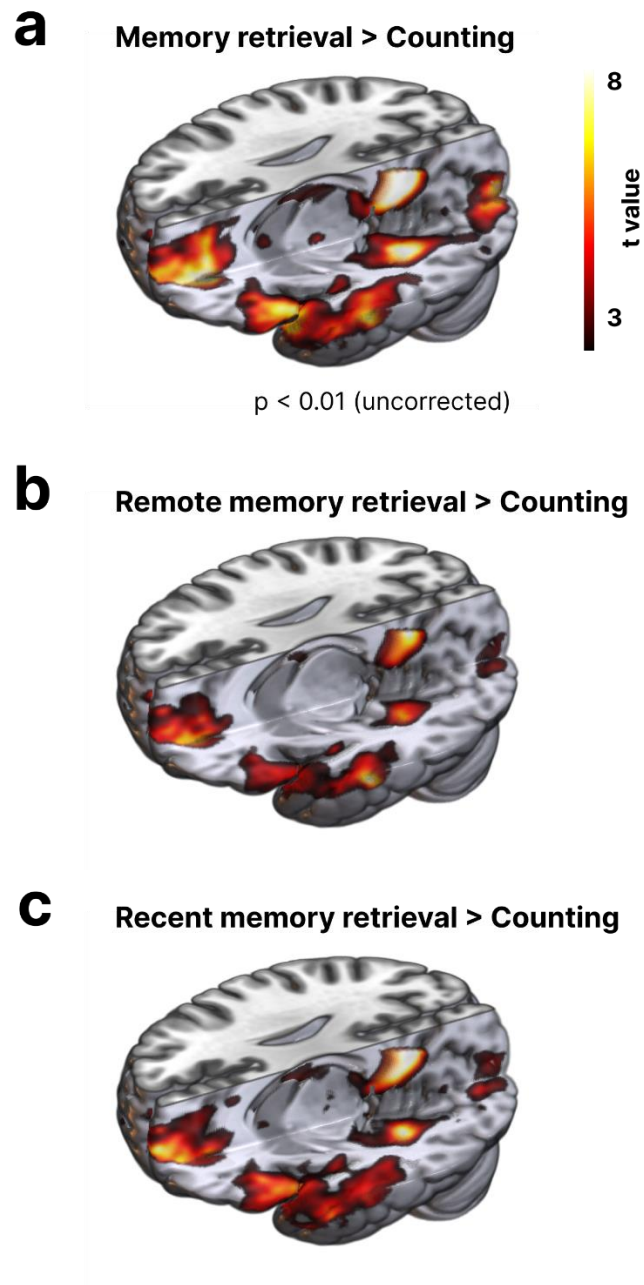 a
Memory retrieval > Counting
8
t value
3
p < 0.01 (uncorrected)
b
Remote memory retrieval > Counting
c
Recent memory retrieval > Counting